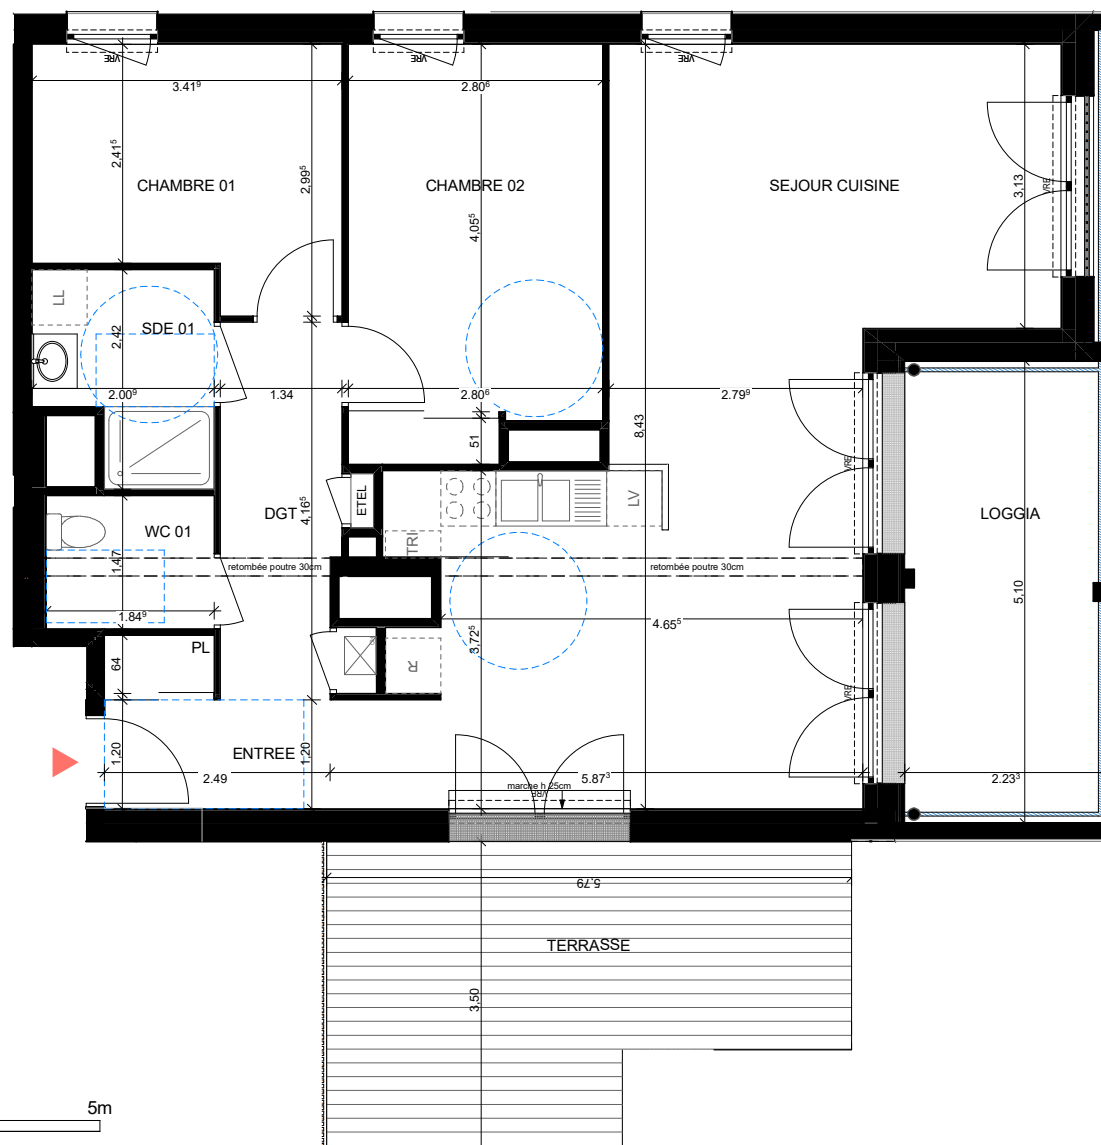 VRE
VRE
VRE
3.41⁹
2.80⁶
2,41⁵
2,99⁵
4,05⁵
3,13
VRE
CHAMBRE 01
CHAMBRE 02
SEJOUR CUISINE
LL
SDE 01
2,42
2.00⁹
1.34
2.80⁶
2.79⁹
8,43
51
VRE
ETEL
LV
TRI
DGT
4,16⁵
LOGGIA
WC 01
1,47
retombée poutre 30cm
retombée poutre 30cm
5,10
1.84⁹
4.65⁵
3,72⁵
PL
64
R
VRE
ENTREE
1,20
1,20
2.49
5.87³
2.23³
marche h 25cm
VRE
5,79
TERRASSE
3,50
5m